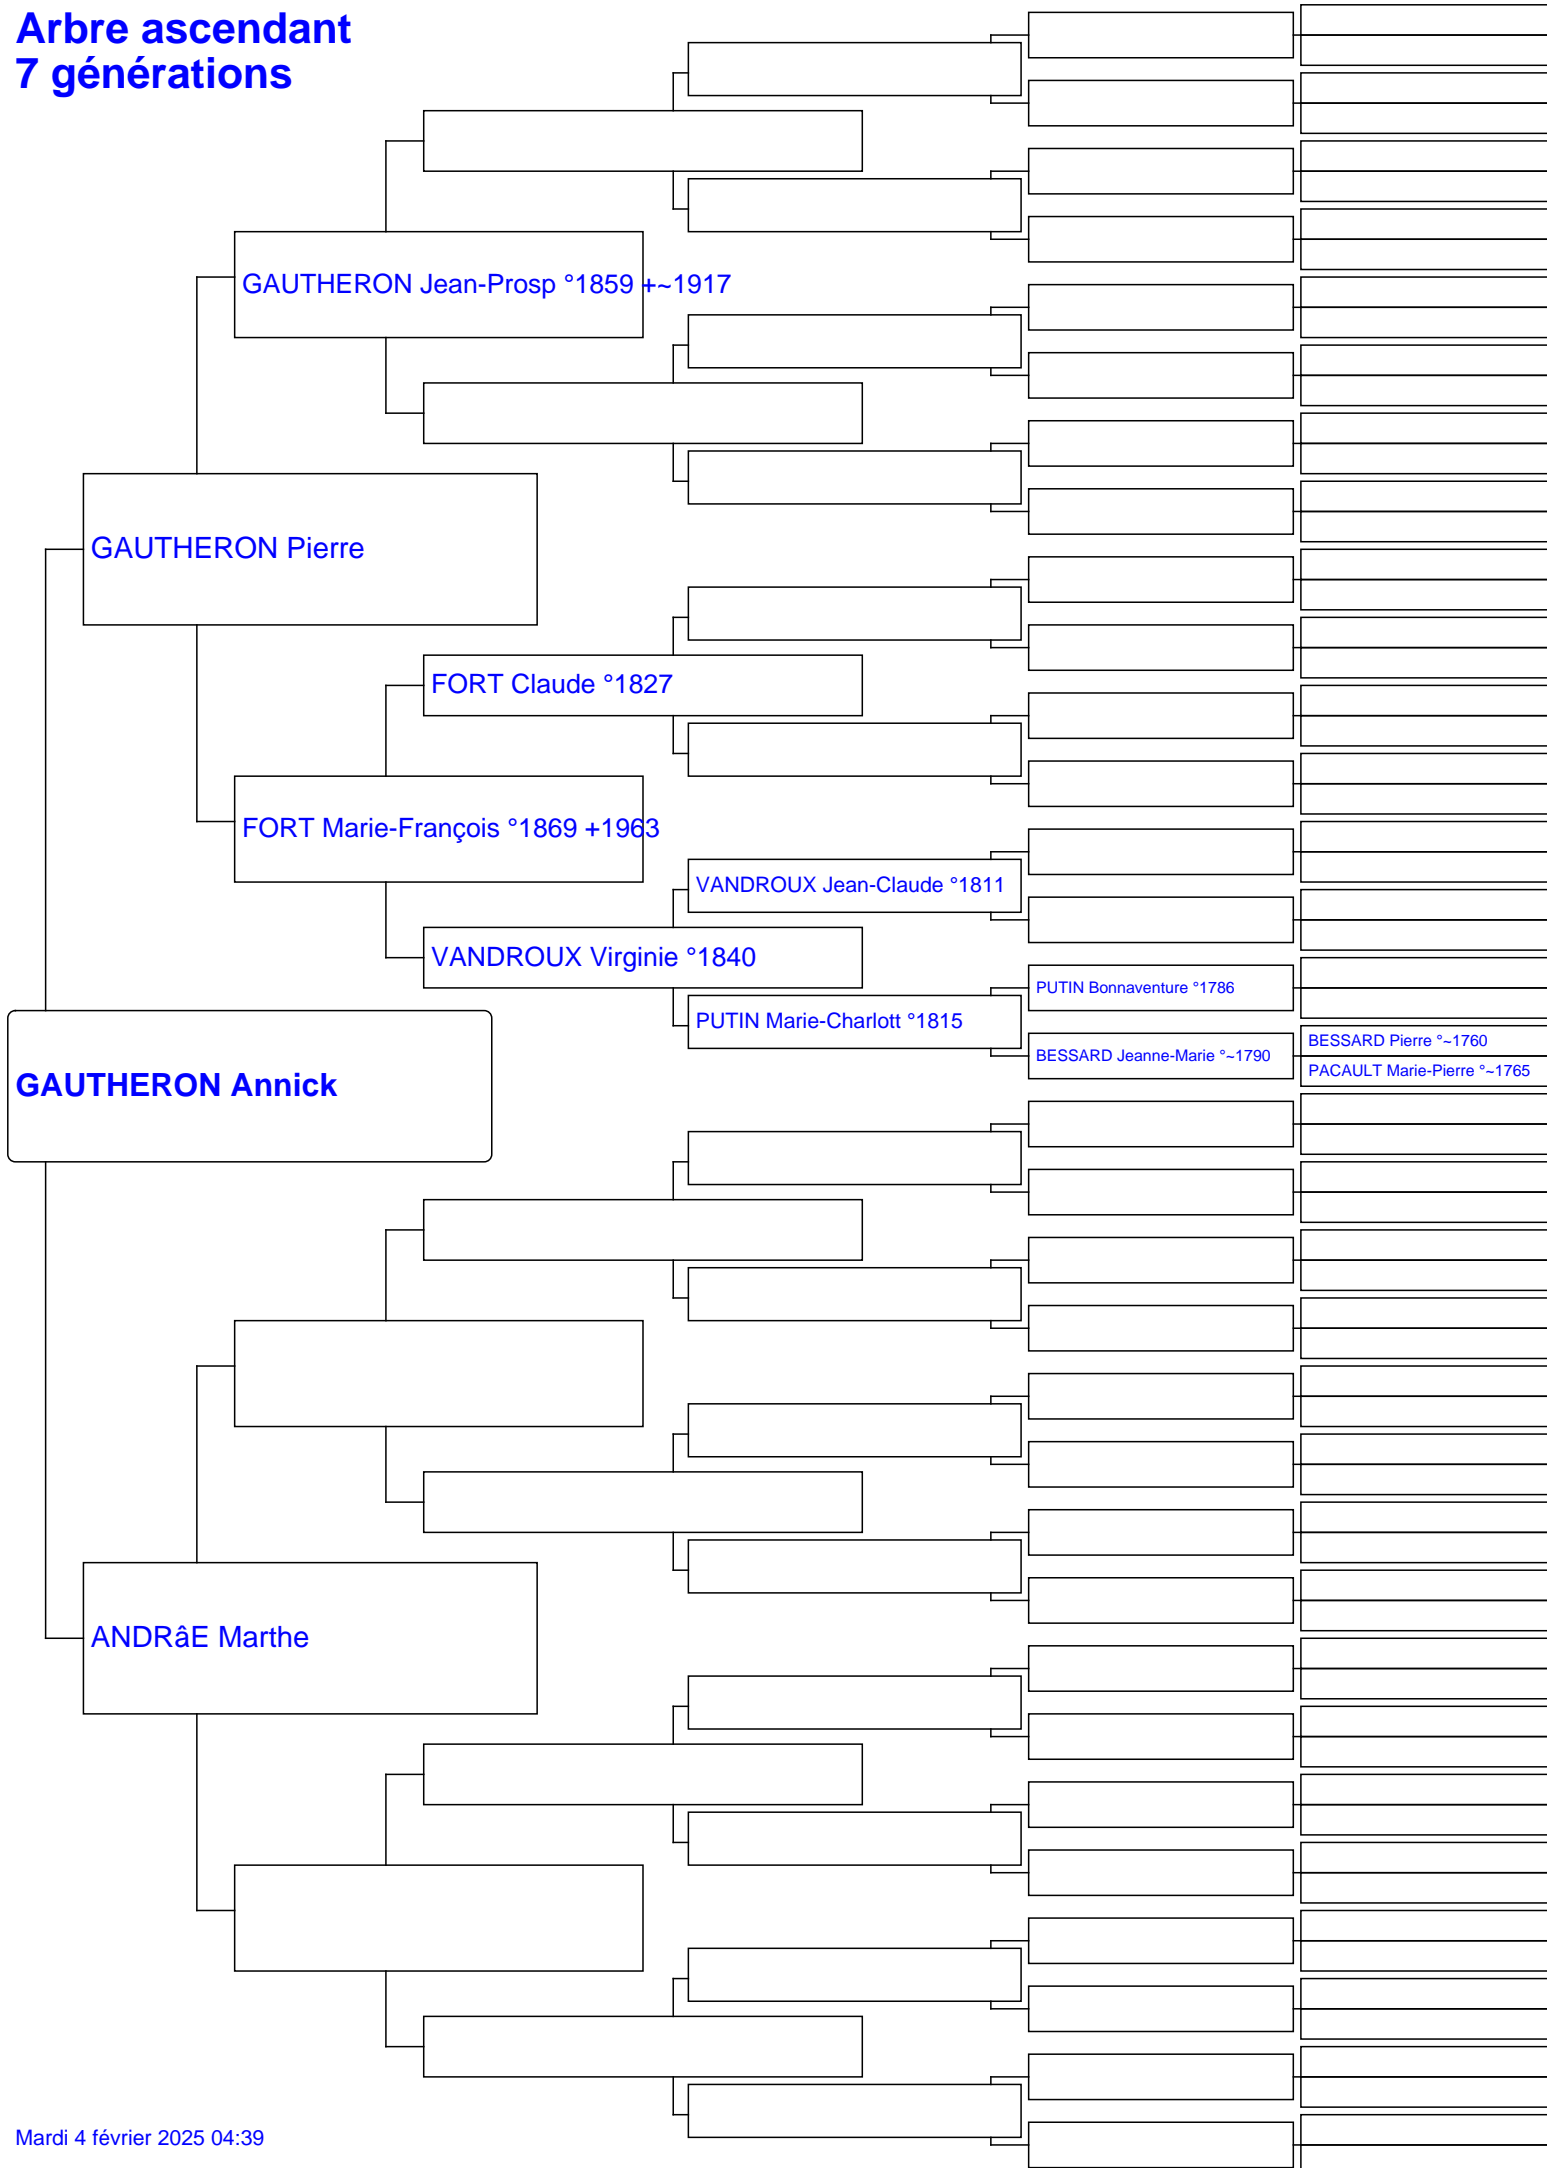 Arbre ascendant
7 générations
GAUTHERON Jean-Prosp °1859 +~1917
GAUTHERON Pierre
FORT Claude °1827
FORT Marie-François °1869 +1963
VANDROUX Jean-Claude °1811
VANDROUX Virginie °1840
PUTIN Bonnaventure °1786
PUTIN Marie-Charlott °1815
BESSARD Pierre °~1760
BESSARD Jeanne-Marie °~1790
PACAULT Marie-Pierre °~1765
GAUTHERON Annick
ANDRâE Marthe
Mardi 4 février 2025 04:39